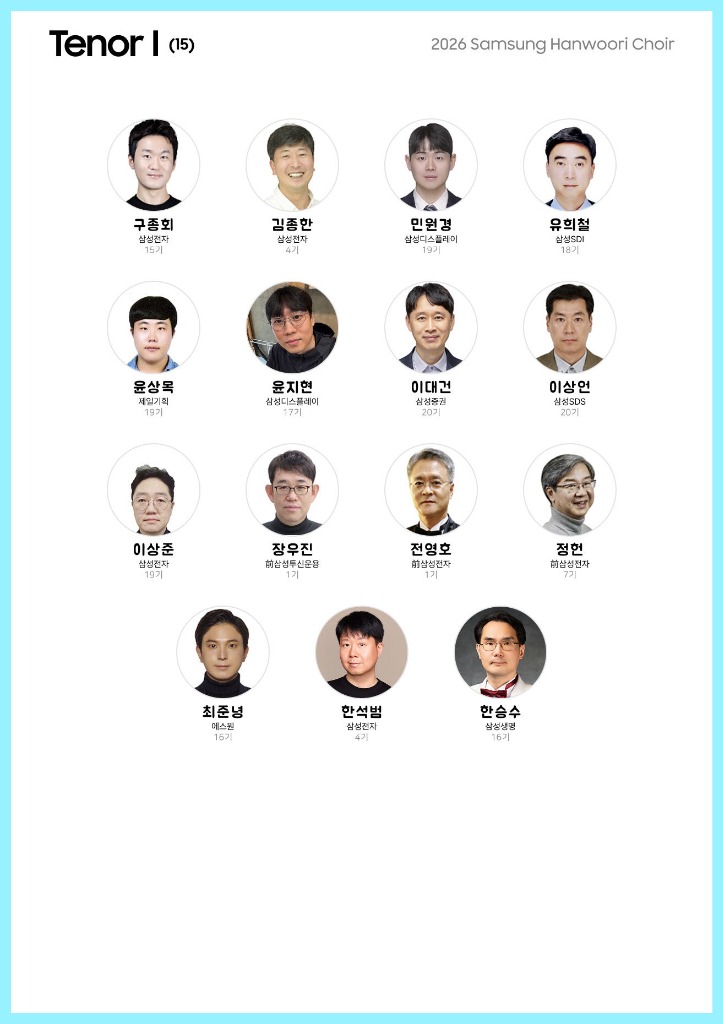 Tenor I (15)
2026 Samsung Hanwoori Choir
구종회
삼성전자
15기
김종한
삼성전자
4기
민원경
삼성디스플레이
19기
유희철
삼성SDI
18기
윤상목
제일기획
19기
윤지현
삼성디스플레이
17기
이대건
삼성증권
20기
이상언
삼성SDS
20기
이상준
삼성전자
19기
장우진
前삼성투신운용
1기
전영호
前삼성전자
1기
정헌
前삼성전자
7기
최준녕
에스원
16기
한석범
삼성전자
4기
한승수
삼성생명
16기